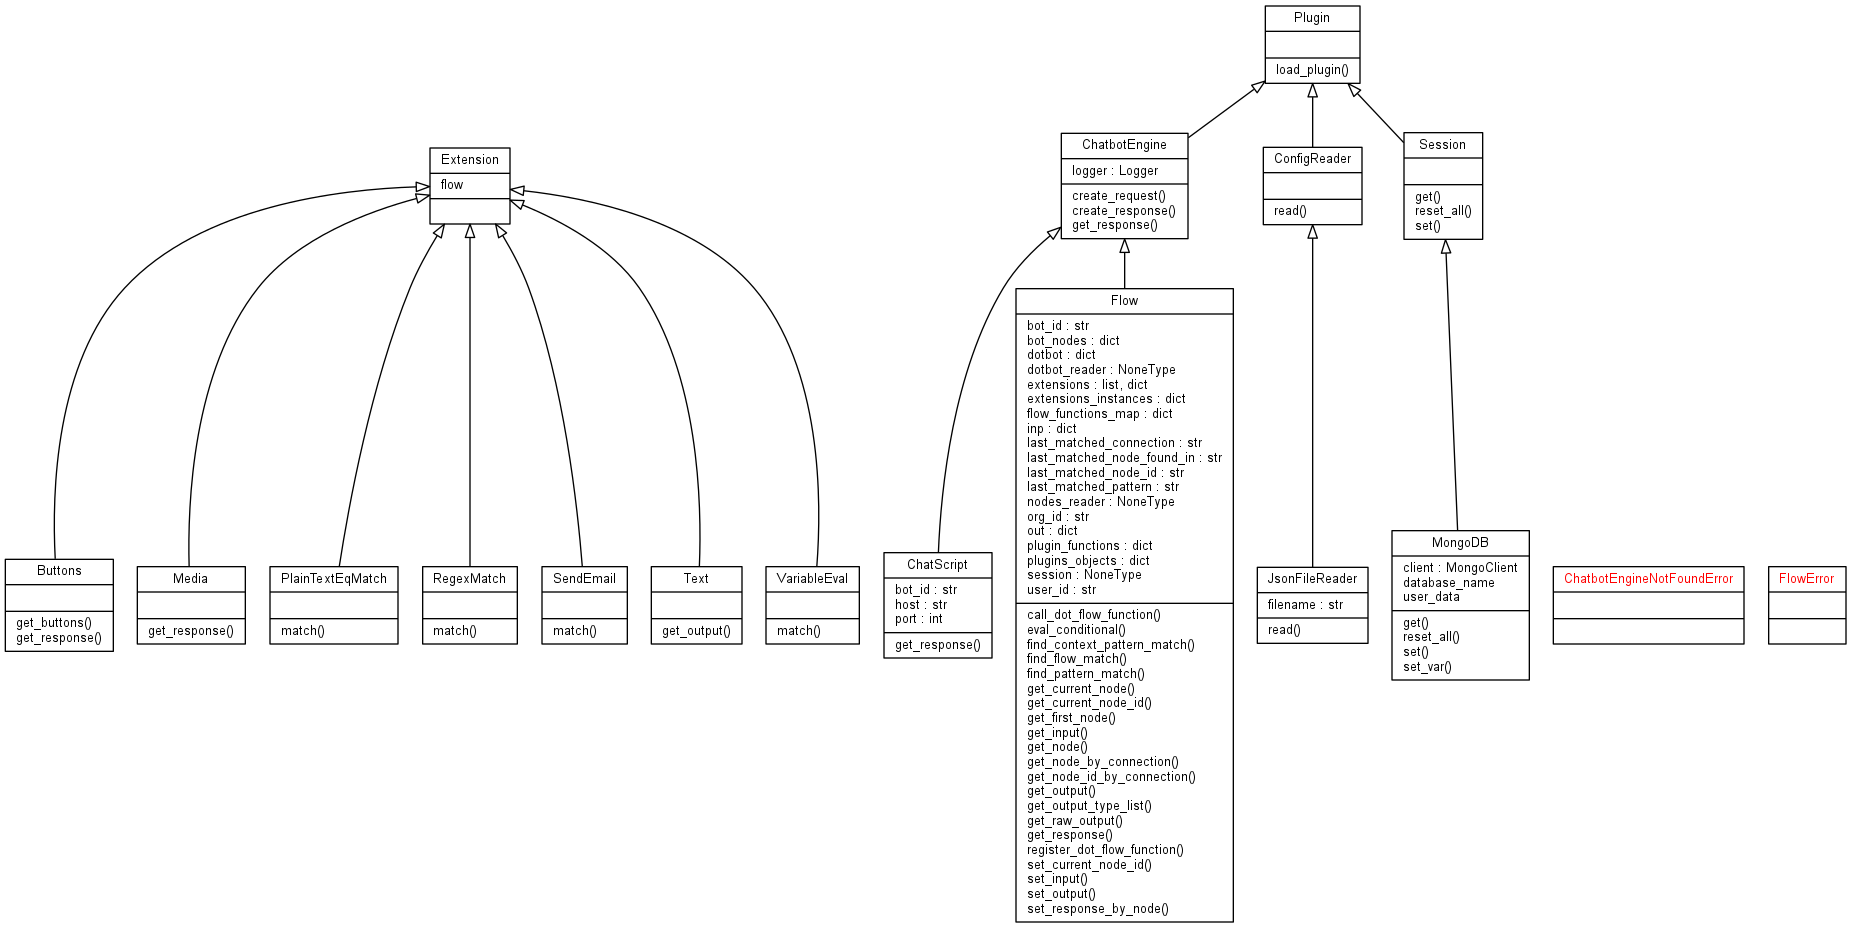 Plugin
load_plugin()
Extension
flow
ChatbotEngine
logger : Logger
create_request()
create_response()
get_response()
ConfigReader
read()
Session
get()
reset_all()
set()
Buttons
get_buttons()
get_response()
Media
get_response()
PlainTextEqMatch
match()
RegexMatch
match()
SendEmail
match()
Text
get_output()
VariableEval
match()
ChatScript
bot_id : str
host : str
port : int
get_response()
Flow
bot_id : str
bot_nodes : dict
dotbot : dict
dotbot_reader : NoneType
extensions : list, dict
extensions_instances : dict
flow_functions_map : dict
inp : dict
last_matched_connection : str
last_matched_node_found_in : str
last_matched_node_id : str
last_matched_pattern : str
nodes_reader : NoneType
org_id : str
out : dict
plugin_functions : dict
plugins_objects : dict
session : NoneType
user_id : str
call_dot_flow_function()
eval_conditional()
find_context_pattern_match()
find_flow_match()
find_pattern_match()
get_current_node()
get_current_node_id()
get_first_node()
get_input()
get_node()
get_node_by_connection()
get_node_id_by_connection()
get_output()
get_output_type_list()
get_raw_output()
get_response()
register_dot_flow_function()
set_current_node_id()
set_input()
set_output()
set_response_by_node()
JsonFileReader
filename : str
read()
MongoDB
client : MongoClient
database_name
user_data
get()
reset_all()
set()
set_var()
ChatbotEngineNotFoundError
FlowError